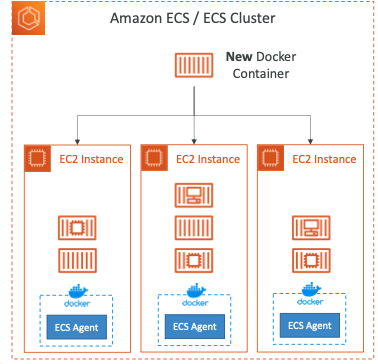 Amazon ECS / ECS Cluster
New Docker
Container
EC2 Instance
EC2 Instance
EC2 Instance
docker
docker
docker
ECS Agent
ECS Agent
ECS Agent